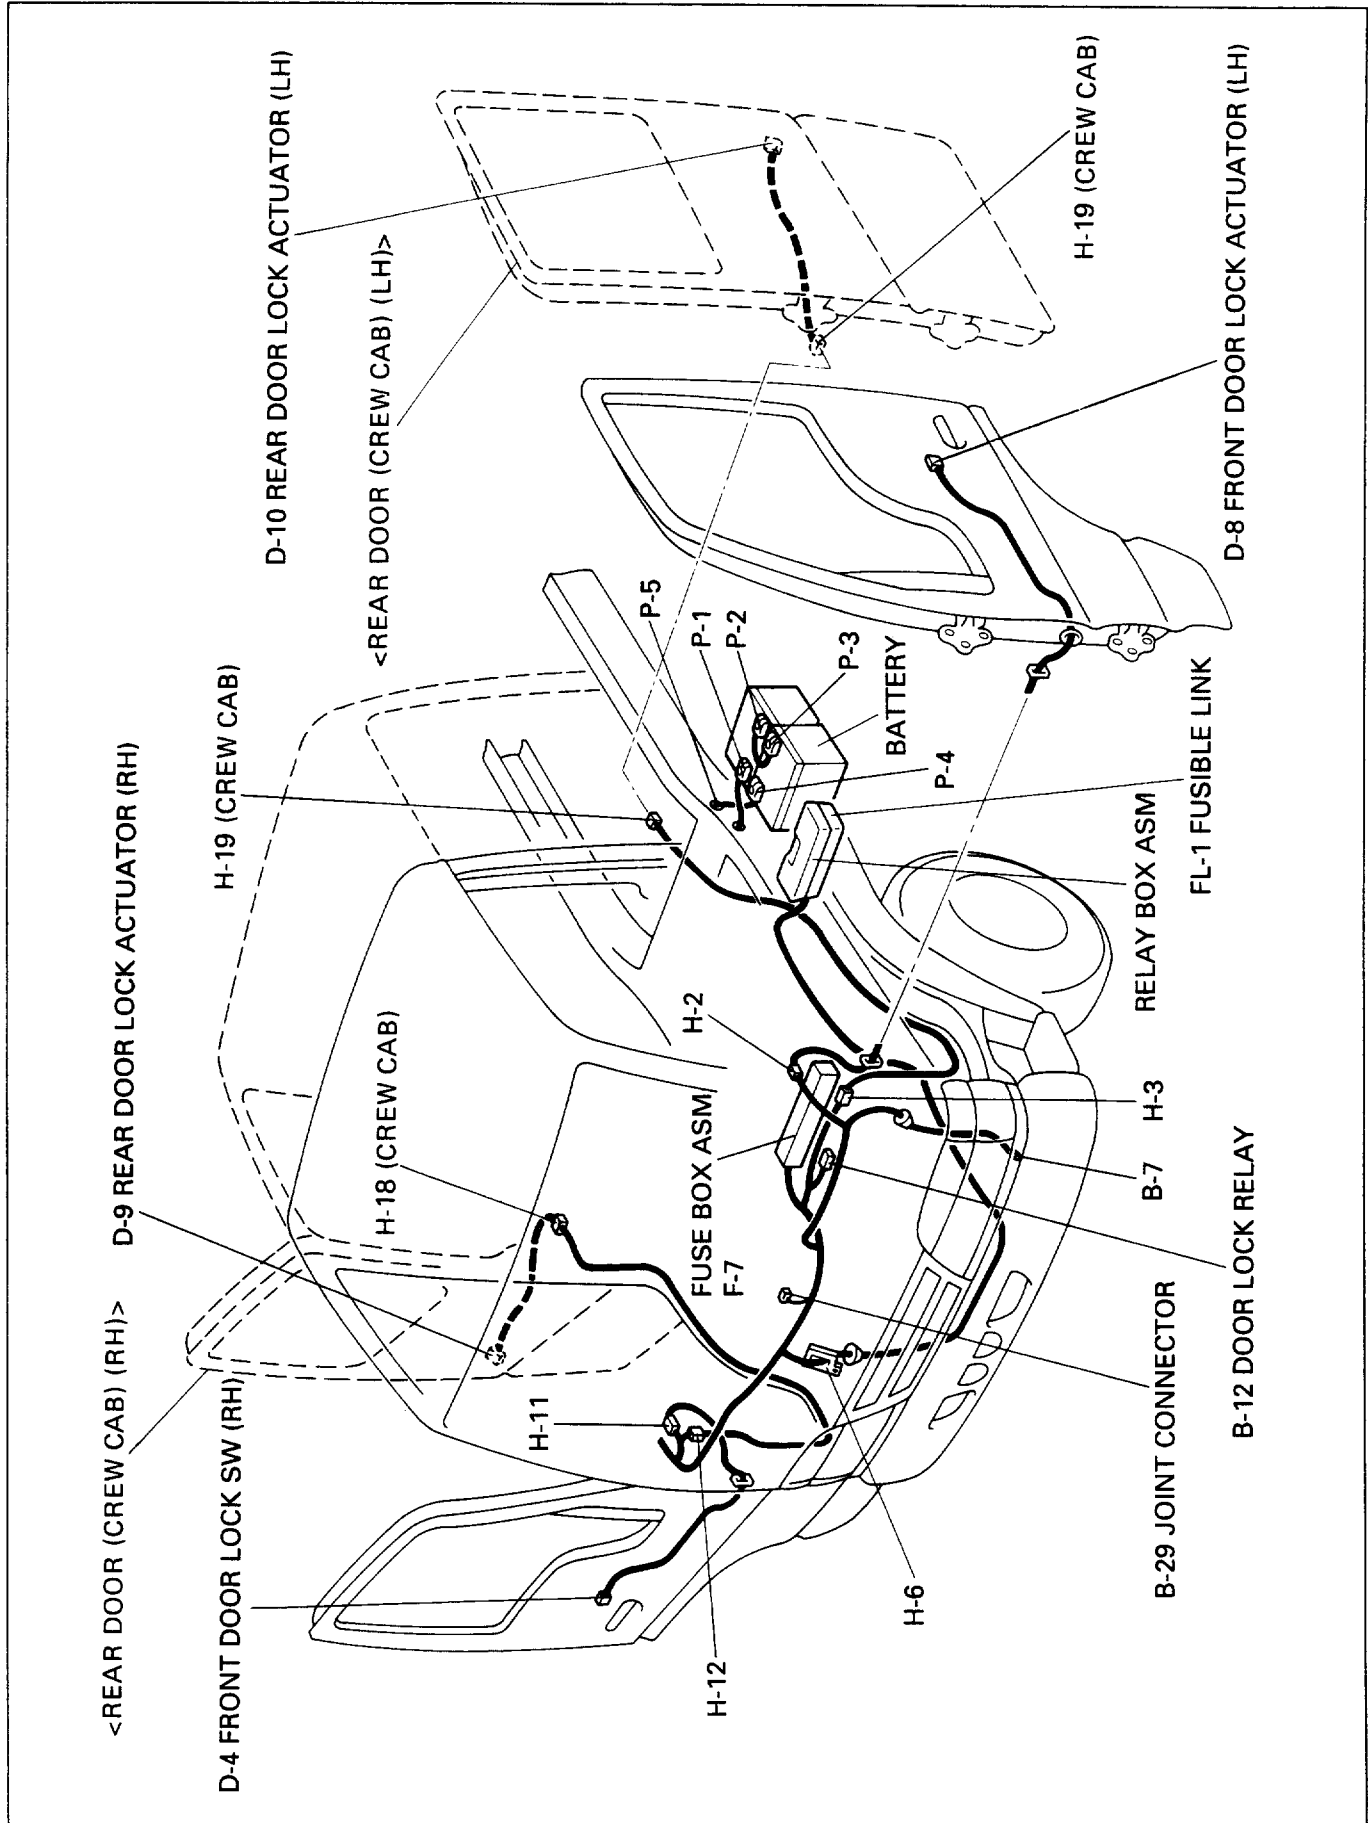 <REAR DOOR (CREW CAB) (RH)>
D-9 REAR DOOR LOCK ACTUATOR (RH)
D-4 FRONT DOOR LOCK SW (RH)
H-19 (CREW CAB)
D-10 REAR DOOR LOCK ACTUATOR (LH)
<REAR DOOR (CREW CAB) (LH)>
H-18 (CREW CAB)
H-11
H-12
FUSE BOX ASM
F-7
H-2
P-5
P-1
P-2
P-3
BATTERY
P-4
H-19 (CREW CAB)
H-6
B-29 JOINT CONNECTOR
B-12 DOOR LOCK RELAY
B-7
H-3
RELAY BOX ASM
FL-1 FUSIBLE LINK
D-8 FRONT DOOR LOCK ACTUATOR (LH)